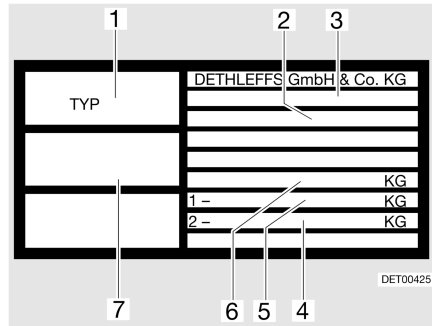 1 2 3
DETHLEFFS GmbH & Co. KG
TYP
KG
1 – KG
2 – KG
DET00425
7 6 5 4